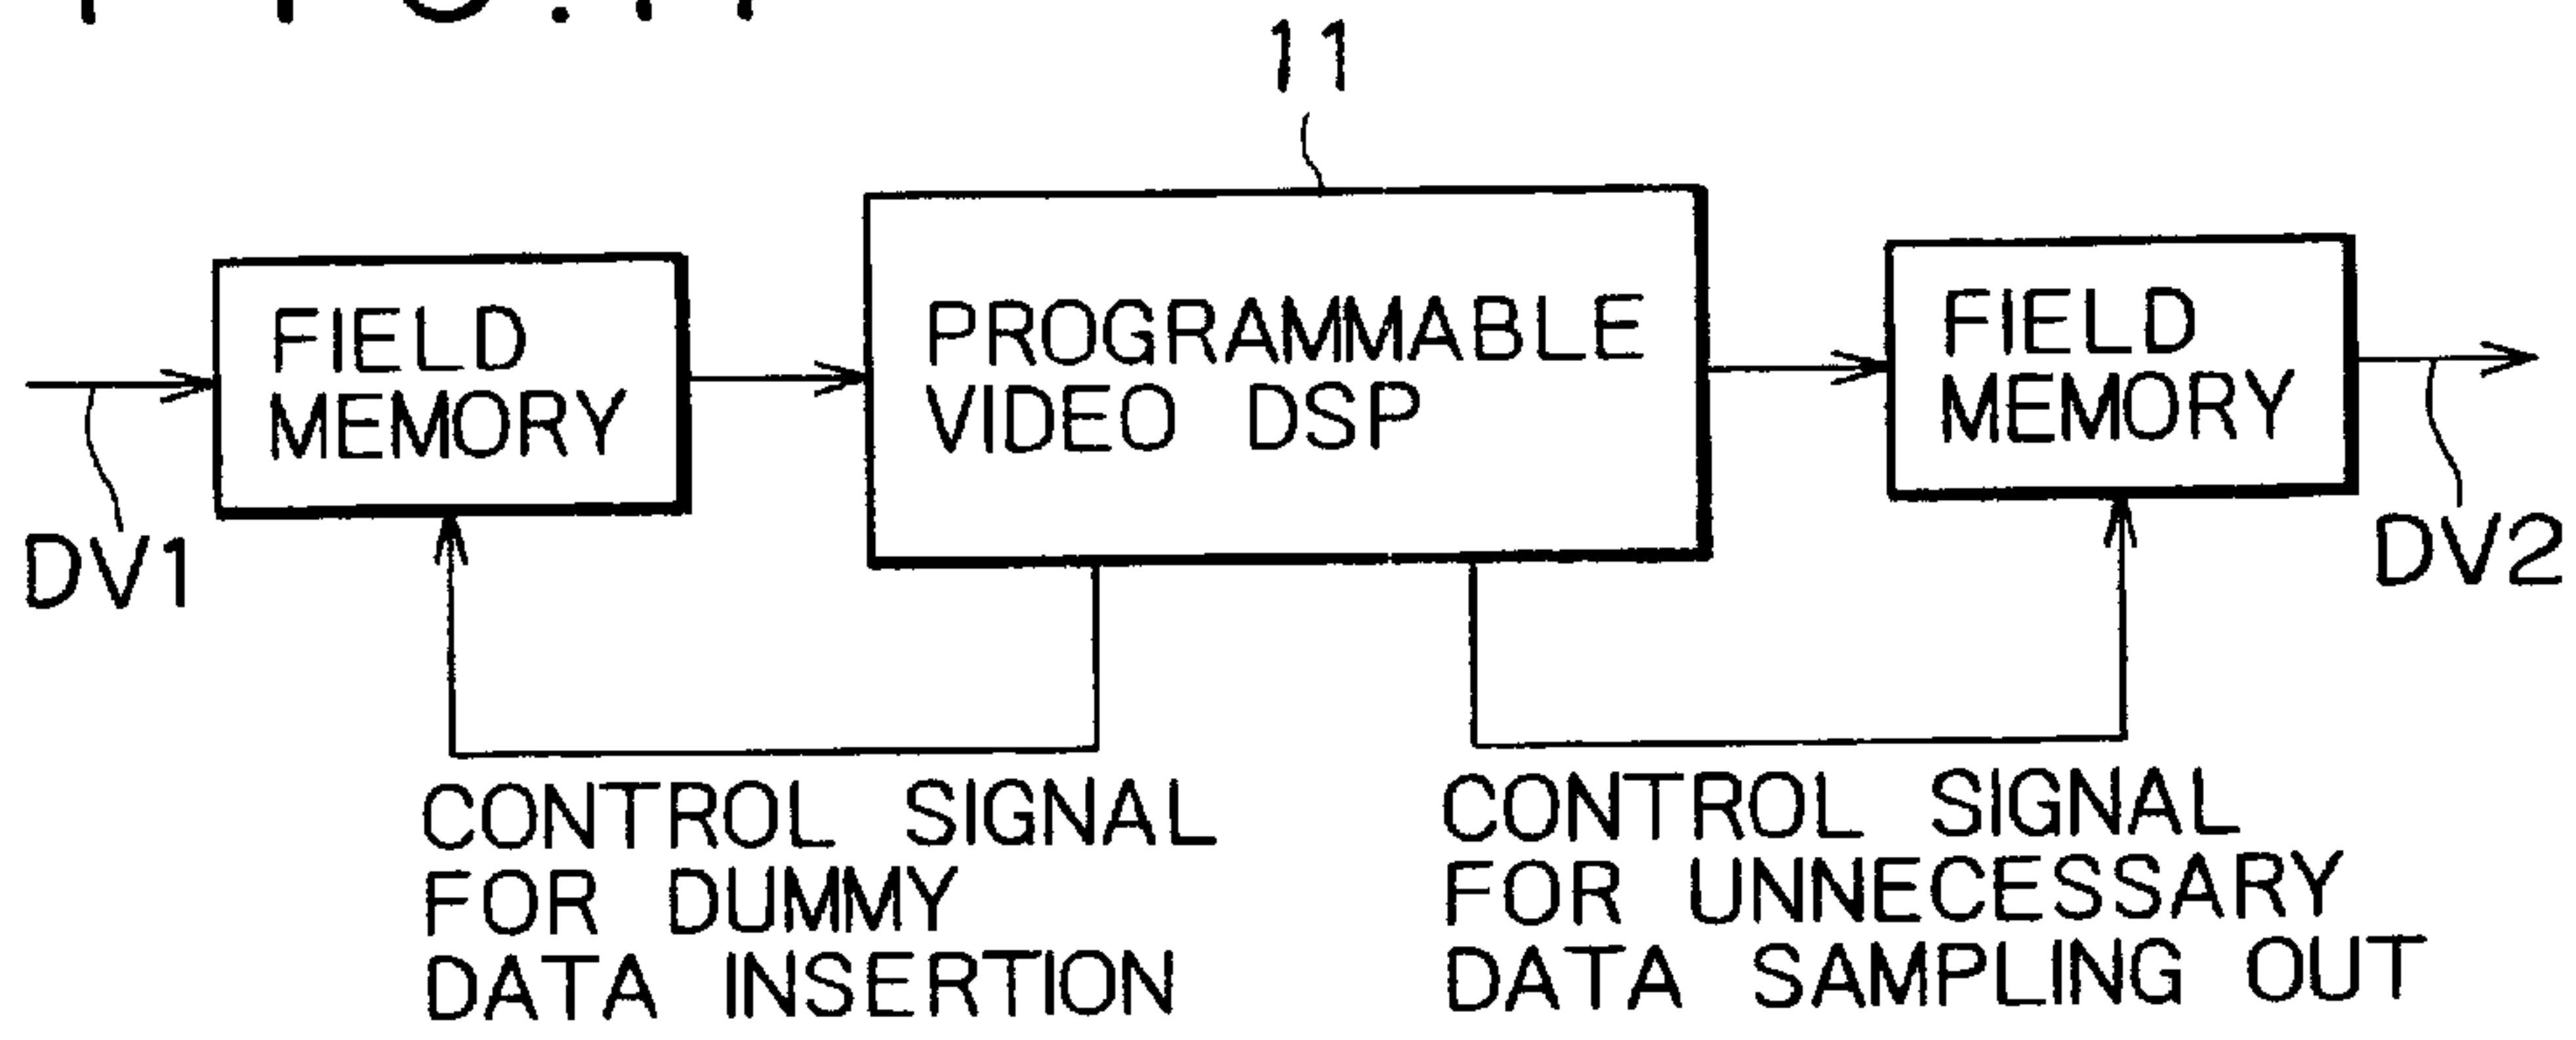 11
FIELD
MEMORY
PROGRAMMABLE
VIDEO DSP
FIELD
MEMORY
DV1
DV2
CONTROL SIGNAL
FOR DUMMY
DATA INSERTION
CONTROL SIGNAL
FOR UNNECESSARY
DATA SAMPLING OUT